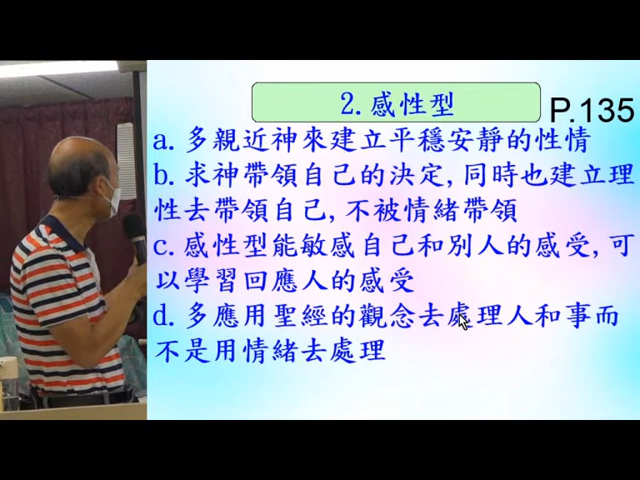 2.感性型
P.135
a.多親近神來建立平穩安靜的性情
b.求神帶領自己的決定,同時也建立理
性去帶領自己,不被情緒帶領
c.感性型能敏感自己和別人的感受,可
以學習回應人的感受
d.多應用聖經的觀念去處理人和事而
不是用情緒去處理